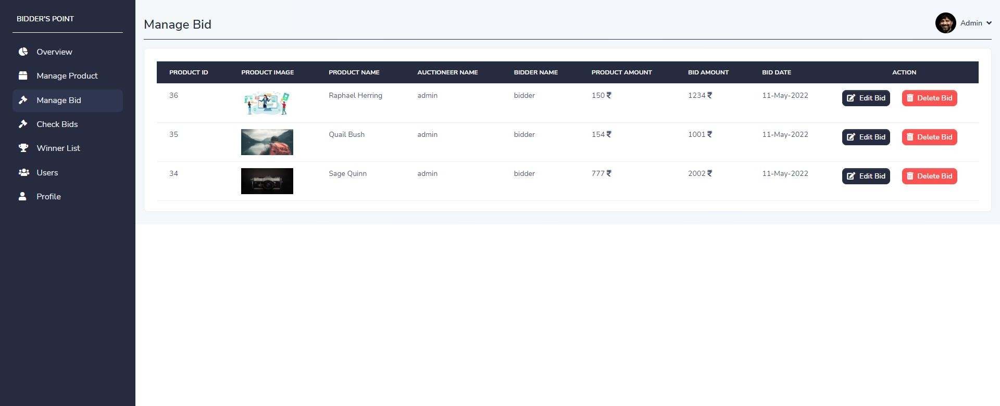 BIDDER'S POINT
Overview
Manage Product
Manage Bid
Check Bids
Winner List
Users
Profile
Manage Bid
Admin
PRODUCT ID PRODUCT IMAGE PRODUCT NAME AUCTIONEER NAME BIDDER NAME PRODUCT AMOUNT BID AMOUNT BID DATE ACTION
36 Raphael Herring admin bidder 150 ₹ 1234 ₹ 11-May-2022 Edit Bid Delete Bid
35 Quail Bush admin bidder 154 ₹ 1001 ₹ 11-May-2022 Edit Bid Delete Bid
34 Sage Quinn admin bidder 777 ₹ 2002 ₹ 11-May-2022 Edit Bid Delete Bid